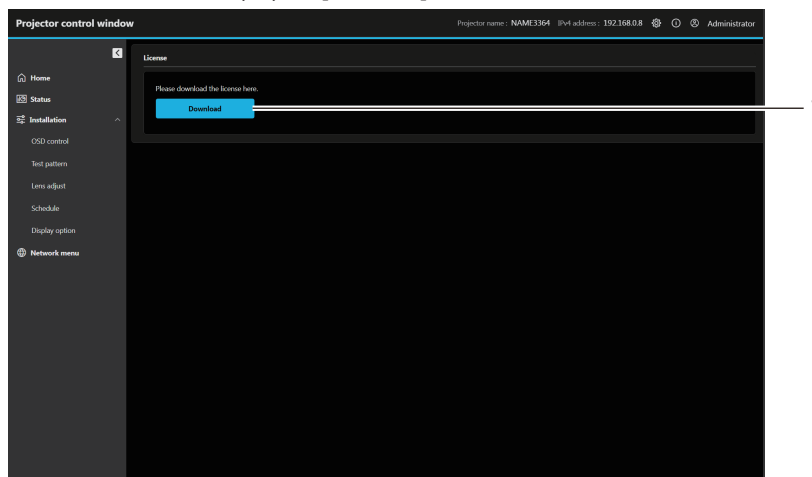 Projector control window
Projector name : NAME3364 IPv4 address : 192.168.0.8 Administrator
License
Please download the license here.
Download
Home
Status
Installation
OSD control
Test pattern
Lens adjust
Schedule
Display option
Network menu